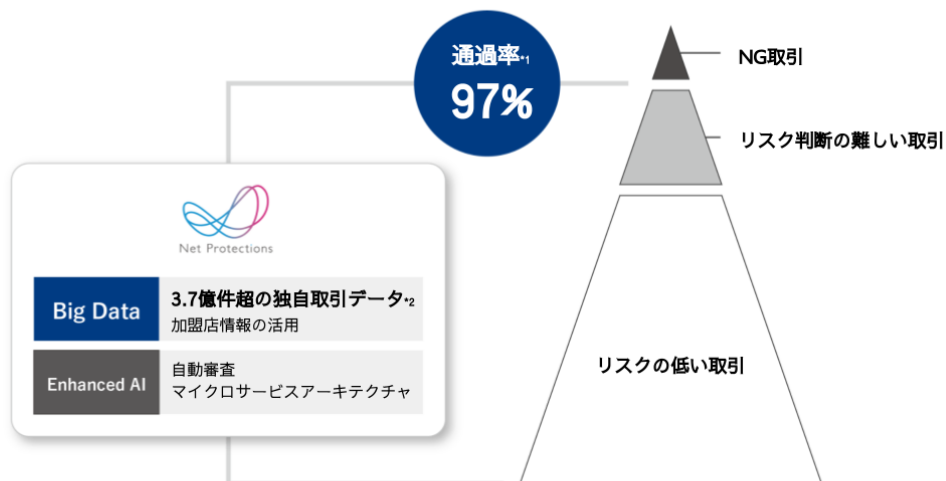 通過率*1
97%
NG取引
リスク判断の難しい取引
Net Protections
Big Data
3.7億件超の独自取引データ*2
加盟店情報の活用
Enhanced AI
自動審査
マイクロサービスアーキテクチャ
リスクの低い取引